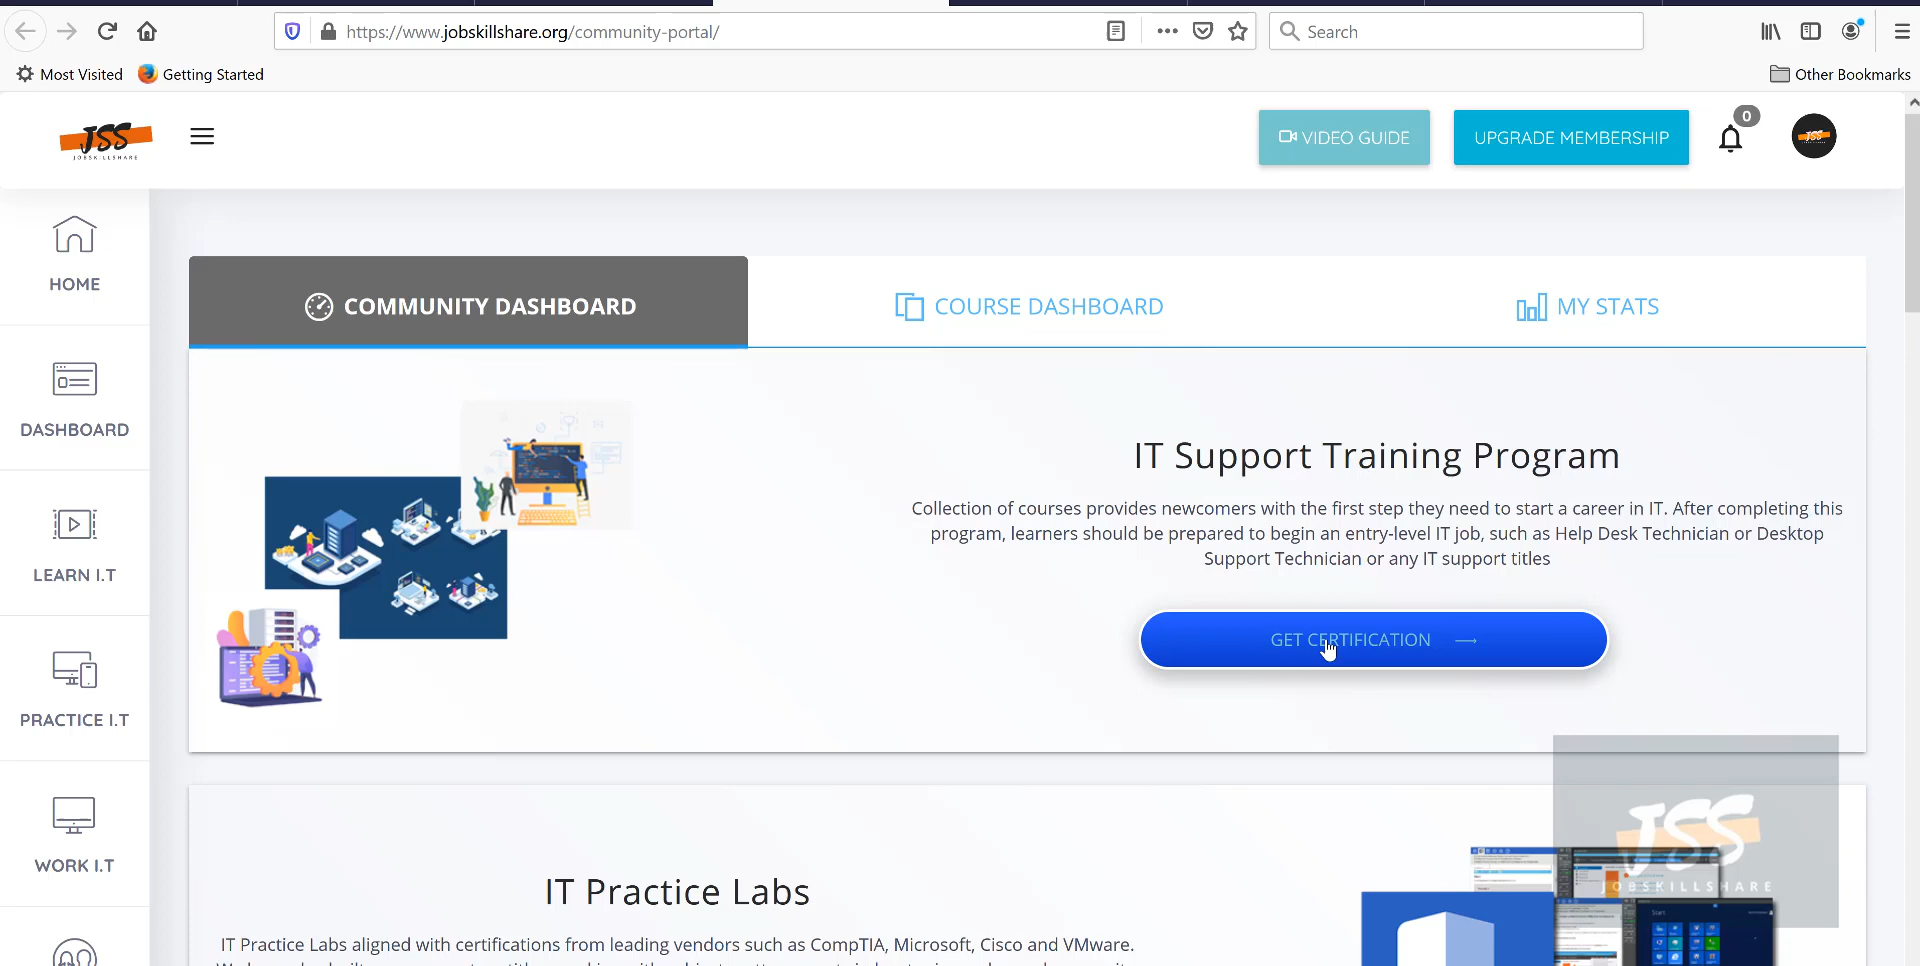 https://www.jobskillshare.org/community-portal/
Search
Most Visited
Getting Started
Other Bookmarks
JSS
JOBSKILLSHARE
VIDEO GUIDE
UPGRADE MEMBERSHIP
0
JSS
HOME
DASHBOARD
LEARN I.T
PRACTICE I.T
WORK I.T
COMMUNITY DASHBOARD
COURSE DASHBOARD
MY STATS
IT Support Training Program
Collection of courses provides newcomers with the first step they need to start a career in IT. After completing this
program, learners should be prepared to begin an entry-level IT job, such as Help Desk Technician or Desktop
Support Technician or any IT support titles
GET CERTIFICATION
IT Practice Labs
IT Practice Labs aligned with certifications from leading vendors such as CompTIA, Microsoft, Cisco and VMware.
JSS
JOBSKILLSHARE
Start